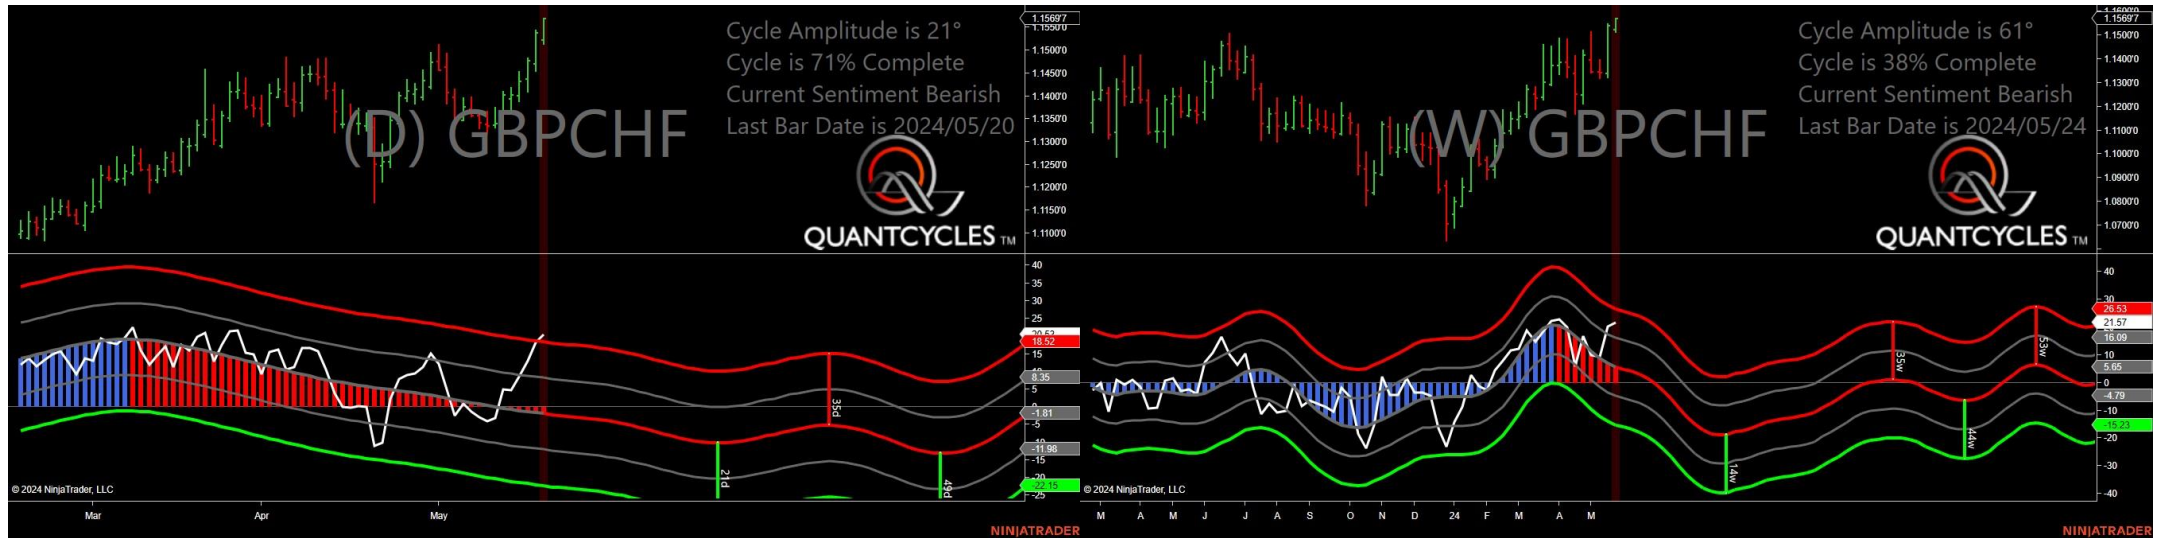 Cycle Amplitude is 21°
Cycle is 71% Complete
Current Sentiment Bearish
Last Bar Date is 2024/05/20
(D) GBPCHF
QUANTCYCLES TM
1.1569'7
1.1500'0
1.1450'0
1.1400'0
1.1350'0
1.1300'0
1.1250'0
1.1200'0
1.1150'0
1.1100'0
40
35
30
25
18.52
15
8.35
5
-1.81
-5
-11.98
-15
-22.15
-25
35d
21d
49d
© 2024 NinjaTrader, LLC
Mar Apr May
NINJATRADER
Cycle Amplitude is 61°
Cycle is 38% Complete
Current Sentiment Bearish
Last Bar Date is 2024/05/24
(W) GBPCHF
QUANTCYCLES TM
1.1569'7
1.1500'0
1.1400'0
1.1300'0
1.1200'0
1.1100'0
1.1000'0
1.0900'0
1.0800'0
1.0700'0
40
30
26.53
21.57
16.09
10
5.65
0
-4.79
-10
-15.23
-20
-30
-40
35w
53w
14w
44w
© 2024 NinjaTrader, LLC
M A M J J A S O N D 24 F M A M
NINJATRADER